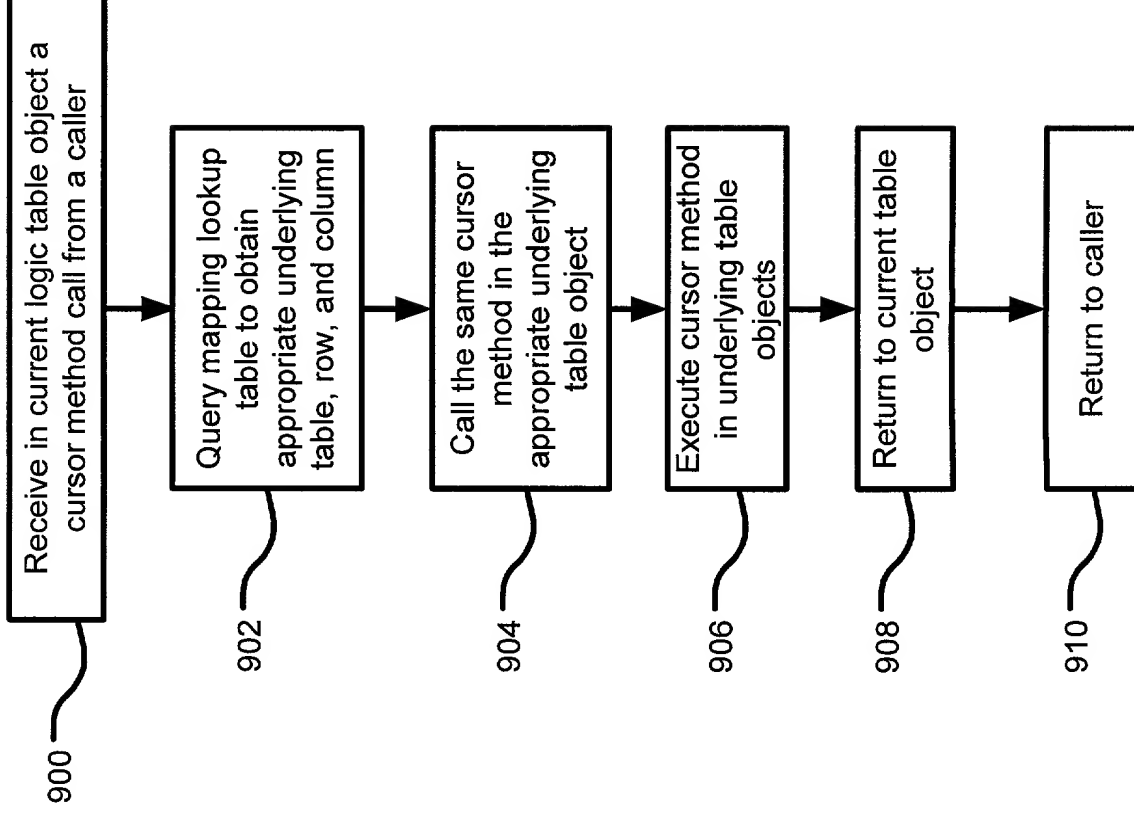 Receive in current logic table object a
cursor method call from a caller
900
Query mapping lookup
table to obtain
appropriate underlying
table, row, and column
902
Call the same cursor
method in the
appropriate underlying
table object
904
Execute cursor method
in underlying table
objects
906
Return to current table
object
908
Return to caller
910